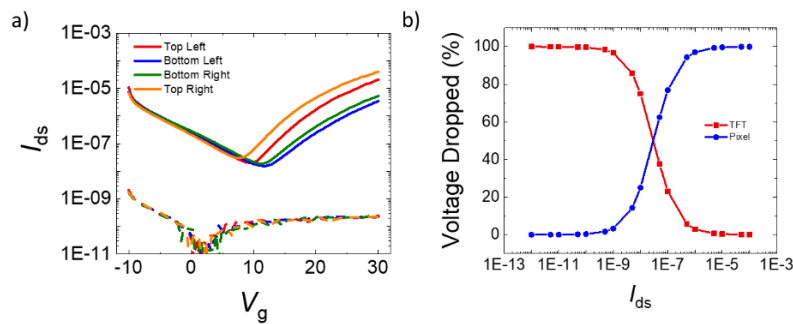 a)
1E-03
1E-05
1E-07
1E-09
1E-11
Ids
Top Left
Bottom Left
Bottom Right
Top Right
-10 0 10 20 30
Vg
b)
100
80
60
40
20
0
Voltage Dropped (%)
TFT
Pixel
1E-13 1E-11 1E-9 1E-7 1E-5 1E-3
Ids